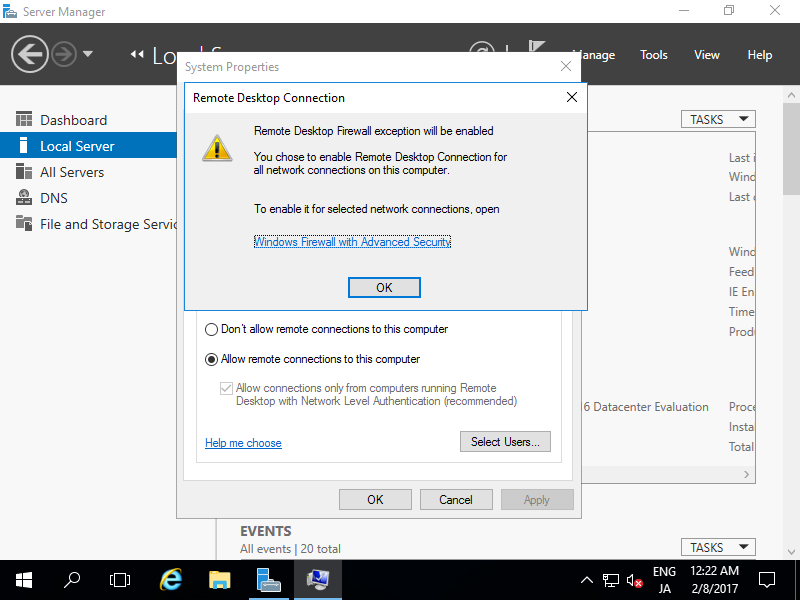 Server Manager
Manage
Tools
View
Help
System Properties
Remote Desktop Connection
Remote Desktop Firewall exception will be enabled
You chose to enable Remote Desktop Connection for
all network connections on this computer.
To enable it for selected network connections, open
Windows Firewall with Advanced Security
OK
Dashboard
Local Server
All Servers
DNS
File and Storage Servic
TASKS
Last i
Wind
Last c
Wind
Feed
IE En
Time
Produ
6 Datacenter Evaluation
Proce
Insta
Total
Don't allow remote connections to this computer
Allow remote connections to this computer
Allow connections only from computers running Remote
Desktop with Network Level Authentication (recommended)
Help me choose
Select Users...
OK
Cancel
Apply
EVENTS
All events | 20 total
TASKS
ENG
JA
12:22 AM
2/8/2017